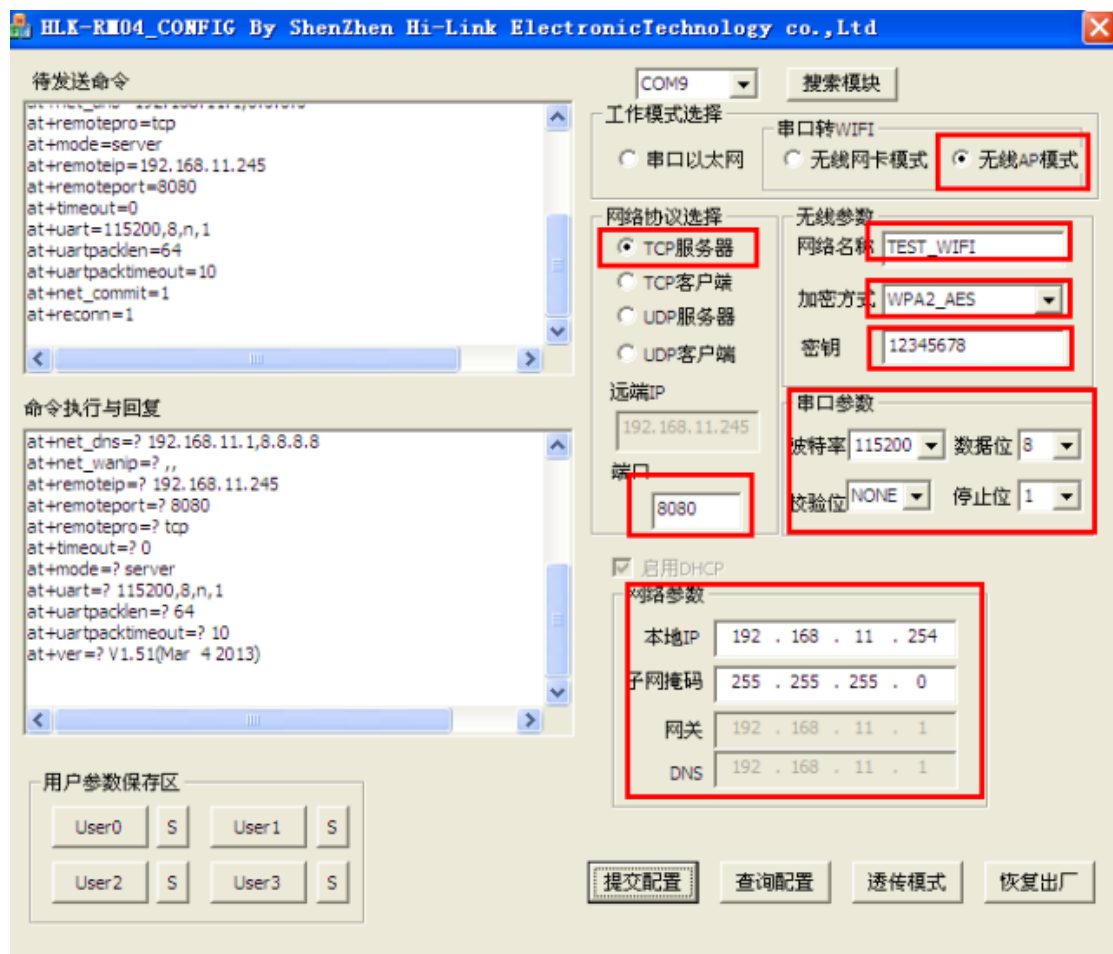 HLK-RM04_CONFIG By ShenZhen Hi-Link ElectronicTechnology co.,Ltd
待发送命令
at+remotepro=tcp
at+mode=server
at+remoteip=192.168.11.245
at+remoteport=8080
at+timeout=0
at+uart=115200,8,n,1
at+uartpacklen=64
at+uartpacktimeout=10
at+net_commit=1
at+reconn=1
命令执行与回复
at+net_dns=? 192.168.11.1,8.8.8.8
at+net_wanip=? ,,
at+remoteip=? 192.168.11.245
at+remoteport=? 8080
at+remotepro=? tcp
at+timeout=? 0
at+mode=? server
at+uart=? 115200,8,n,1
at+uartpacklen=? 64
at+uartpacktimeout=? 10
at+ver=? V1.51(Mar  4 2013)
用户参数保存区
User0 S User1 S
User2 S User3 S
COM9 搜索模块
工作模式选择
串口转WIFI
串口以太网 无线网卡模式 无线AP模式
网络协议选择
TCP服务器
TCP客户端
UDP服务器
UDP客户端
远端IP
192.168.11.245
端口
8080
无线参数
网络名称 TEST_WIFI
加密方式 WPA2_AES
密钥 12345678
串口参数
波特率 115200 数据位 8
校验位 NONE 停止位 1
启用DHCP
网络参数
本地IP 192 . 168 . 11 . 254
子网掩码 255 . 255 . 255 . 0
网关 192 . 168 . 11 . 1
DNS 192 . 168 . 11 . 1
提交配置 查询配置 透传模式 恢复出厂